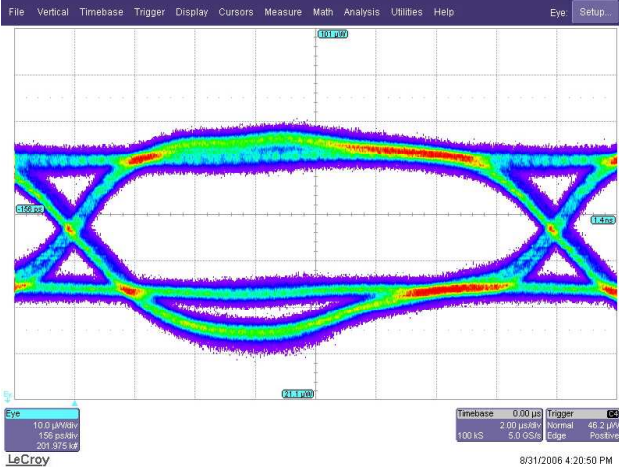 File Vertical Timebase Trigger Display Cursors Measure Math Analysis Utilities Help Eye: Setup...
101 µW
-156 ps
1.4 ns
21.1 µW
Eye
10.0 µW/div
156 ps/div
201.975 k#
Timebase 0.00 µs
2.00 µs/div
100 kS 5.0 GS/s
Trigger C4
Normal 46.2 µW
Edge Positive
LeCroy
8/31/2006 4:20:50 PM